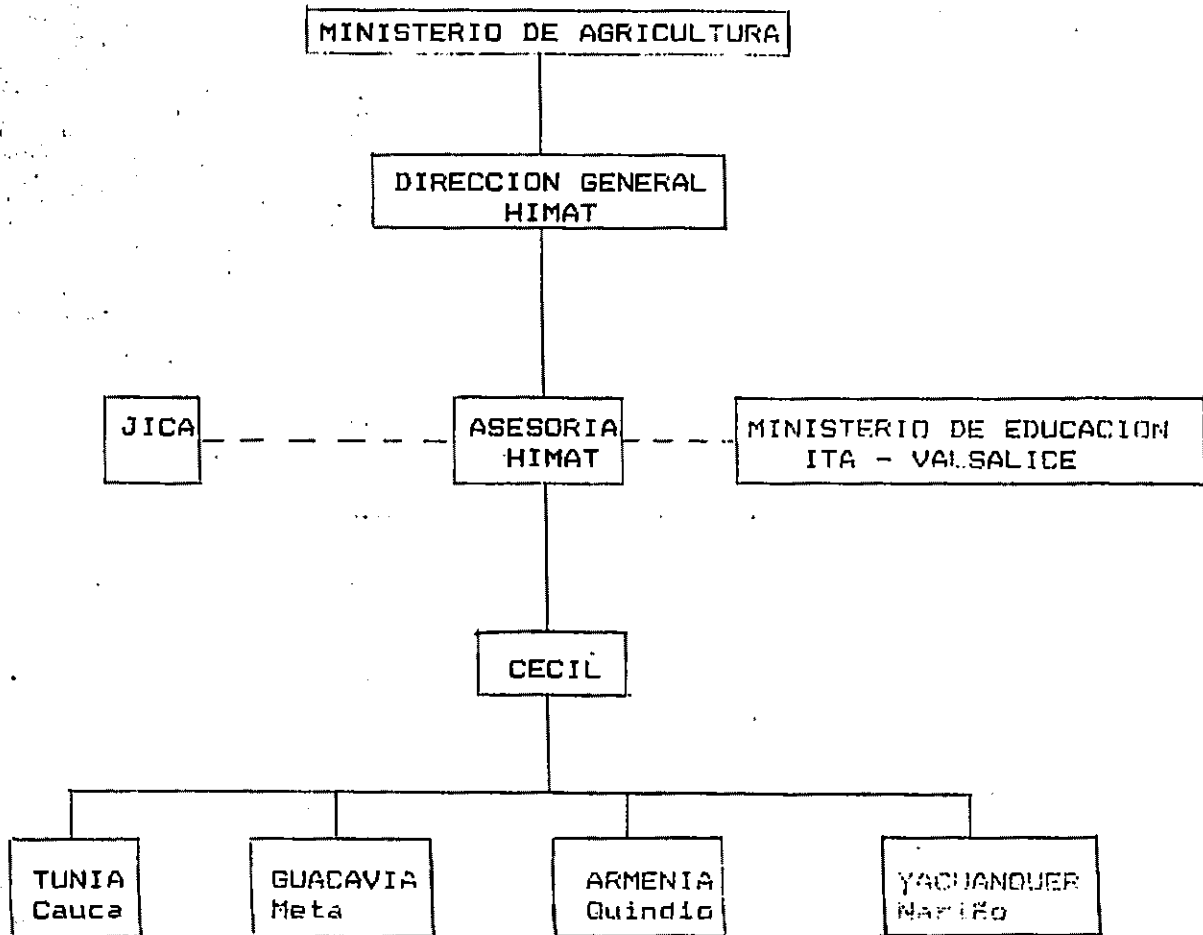 MINISTERIO DE AGRICULTURA
DIRECCION GENERAL
HIMAT
JICA
ASESORIA
HIMAT
MINISTERIO DE EDUCACION
ITA - VALSALICE
CECIL
TUNIA
Cauca
GUACAVIA
Meta
ARMENIA
Quindio
YACUANQUER
Nariño